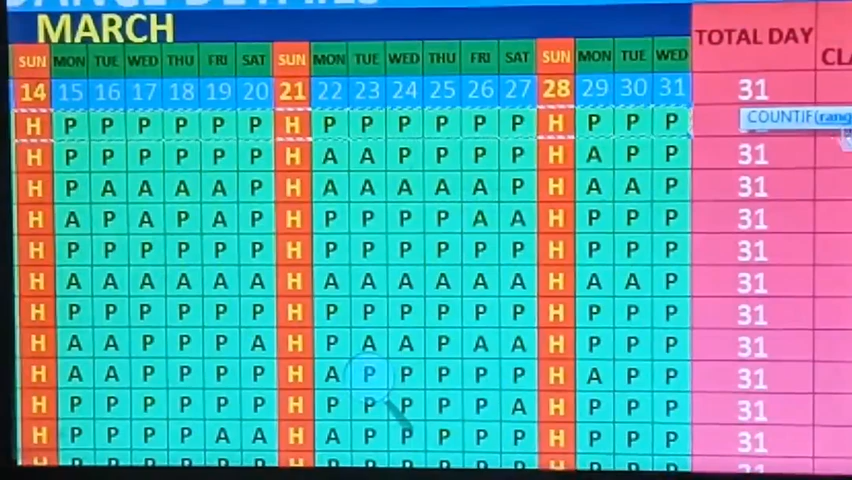 MARCH
TOTAL DAY
SUN MON TUE WED THU FRI SAT SUN MON TUE WED THU FRI SAT SUN MON TUE WED
14 15 16 17 18 19 20 21 22 23 24 25 26 27 28 29 30 31 31
H P P P P P P H P P P P P P H P P P COUNTIF(rang
H P P P P P P H A A P P P P H A P P 31
H P A A A A P H A A A A A P H A A P 31
H A P A P A P H P P P P A A H P P P 31
H P P P P P P H P P P P P P H P P P 31
H A A A A A A H A A A A A A H A A P 31
H P P P P P P H P P P P P P H P P P 31
H A A P P P A H P A A P A A H P P P 31
H A A P P P P H A P P P P P H A P P 31
H P P P P P P H P P P P P A H P P P 31
H P P P P A A H A P P P P P H P P P 31